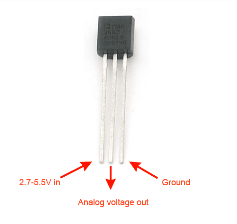 2.7-5.5V in
Ground
Analog voltage out